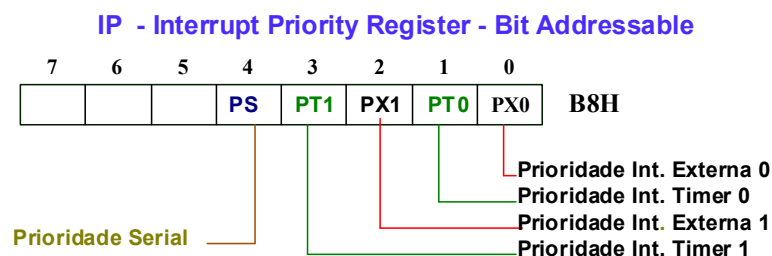 IP - Interrupt Priority Register - Bit Addressable
7 6 5 4 3 2 1 0
PS PT1 PX1 PT0 PX0 B8H
Prioridade Int. Externa 0
Prioridade Int. Timer 0
Prioridade Int. Externa 1
Prioridade Serial
Prioridade Int. Timer 1